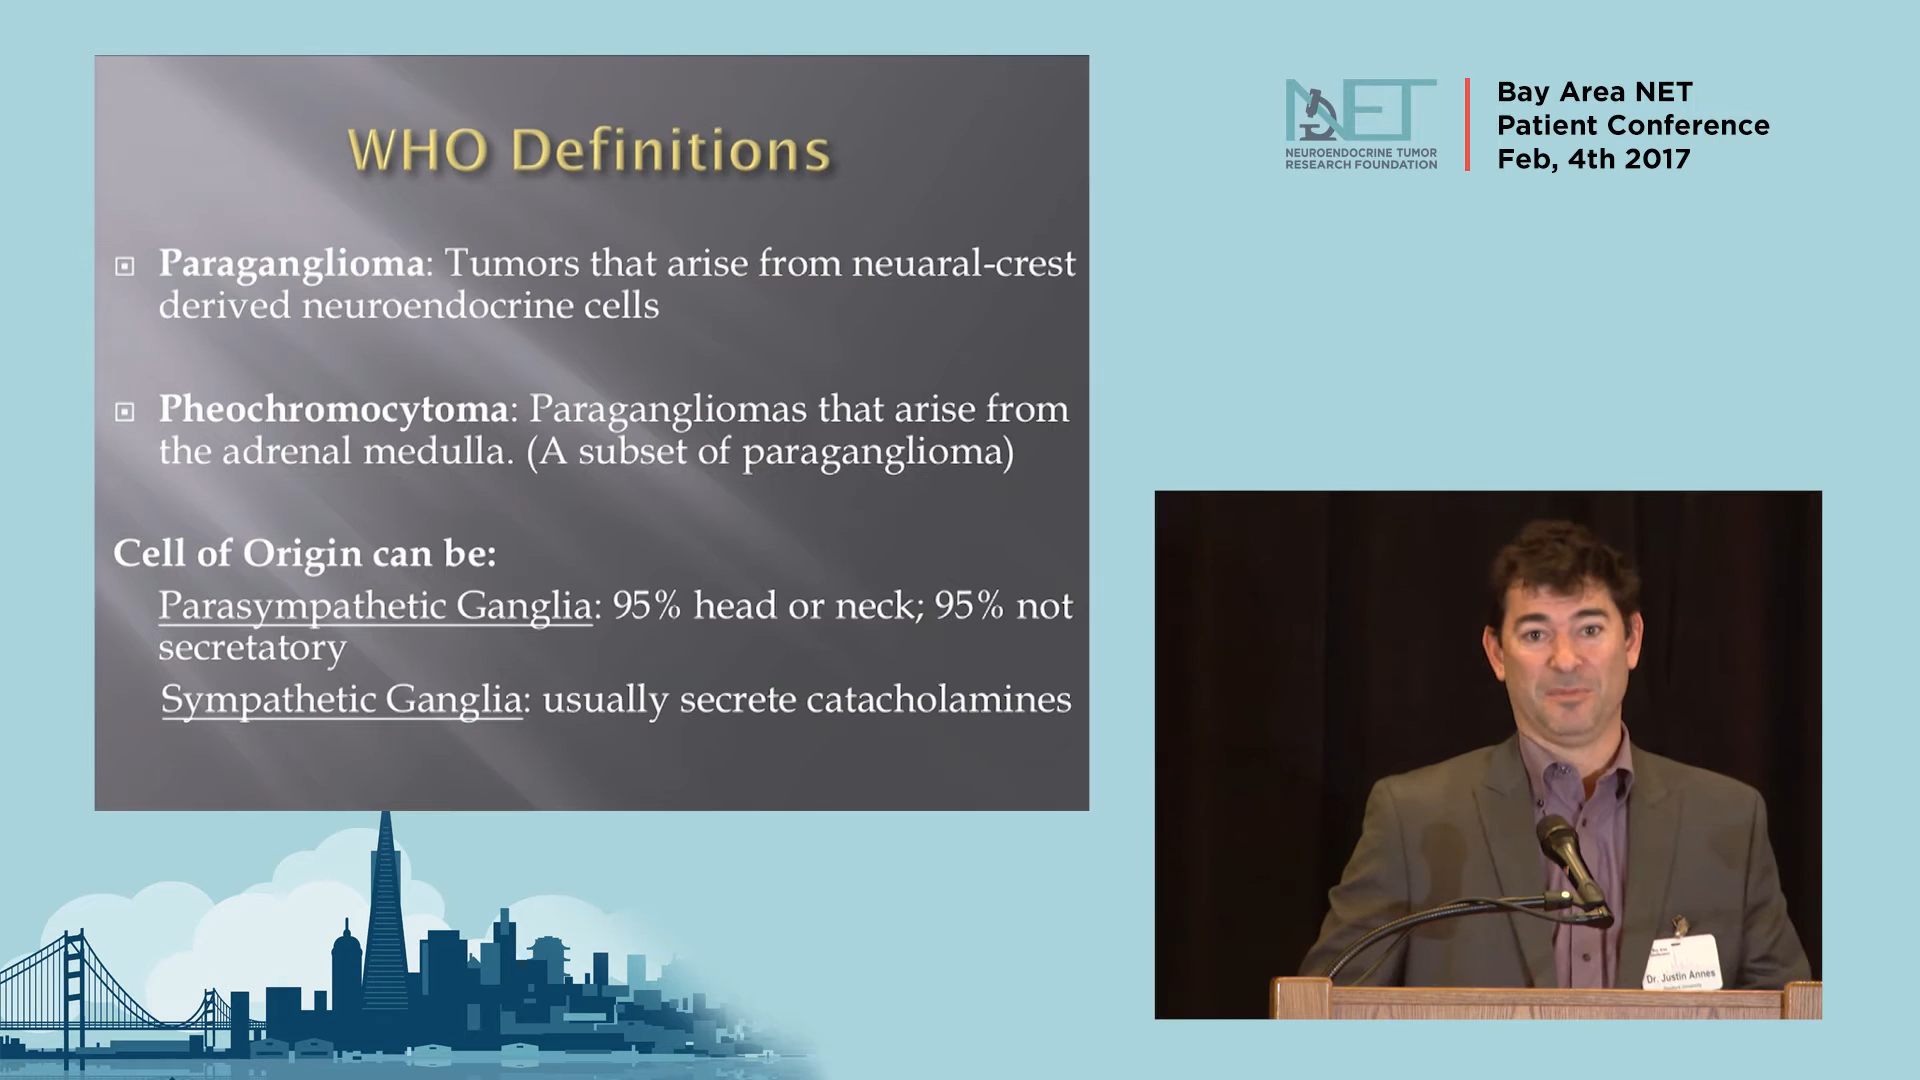 WHO Definitions
Paraganglioma: Tumors that arise from neuaral-crest
derived neuroendocrine cells
Pheochromocytoma: Paragangliomas that arise from
the adrenal medulla. (A subset of paraganglioma)
Cell of Origin can be:
Parasympathetic Ganglia: 95% head or neck; 95% not
secretatory
Sympathetic Ganglia: usually secrete catacholamines
NET
NEUROENDOCRINE TUMOR
RESEARCH FOUNDATION
Bay Area NET
Patient Conference
Feb, 4th 2017
Dr. Justin Annes